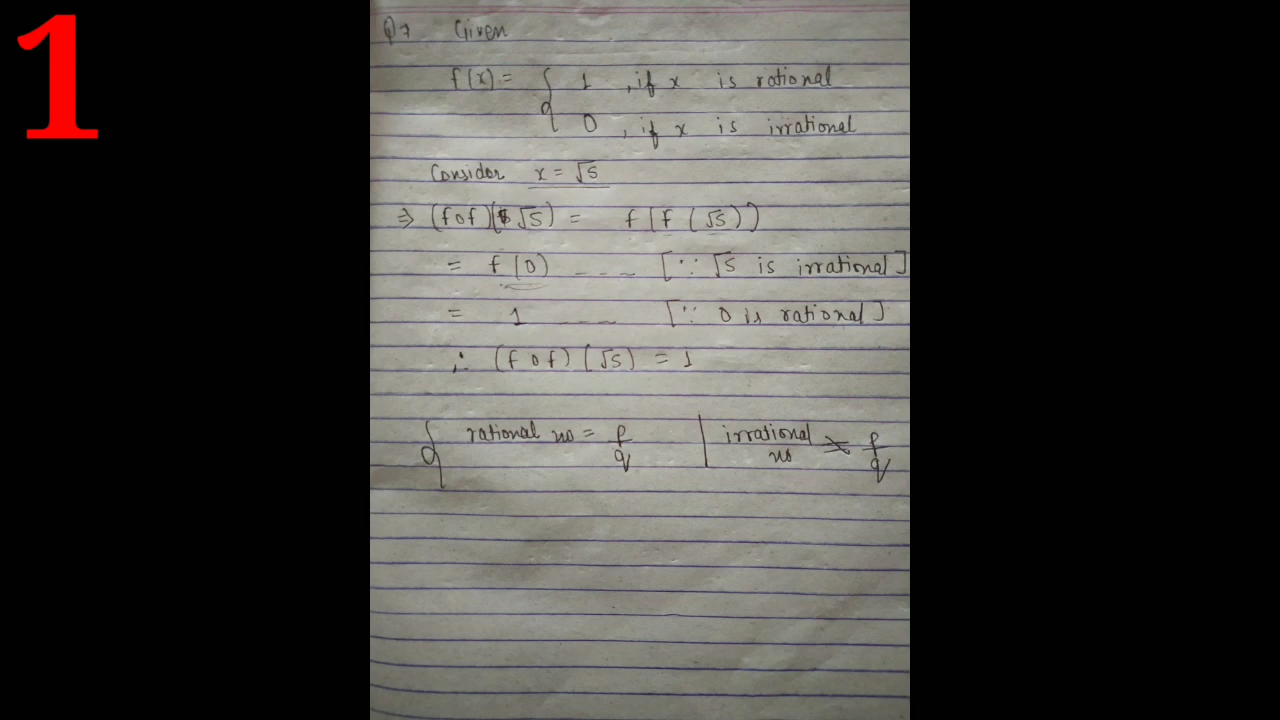 1
Q7 Given
f(x) = { 1 , if x is rational
0 , if x is irrational
Consider x = √5
⇒ (fof)(√5) = f(f(√5))
= f(0) ---- [∵ √5 is irrational]
= 1 ---- [∵ 0 is rational]
∴ (fof)(√5) = 1
{ rational no = p/q | irrational no ≠ p/q